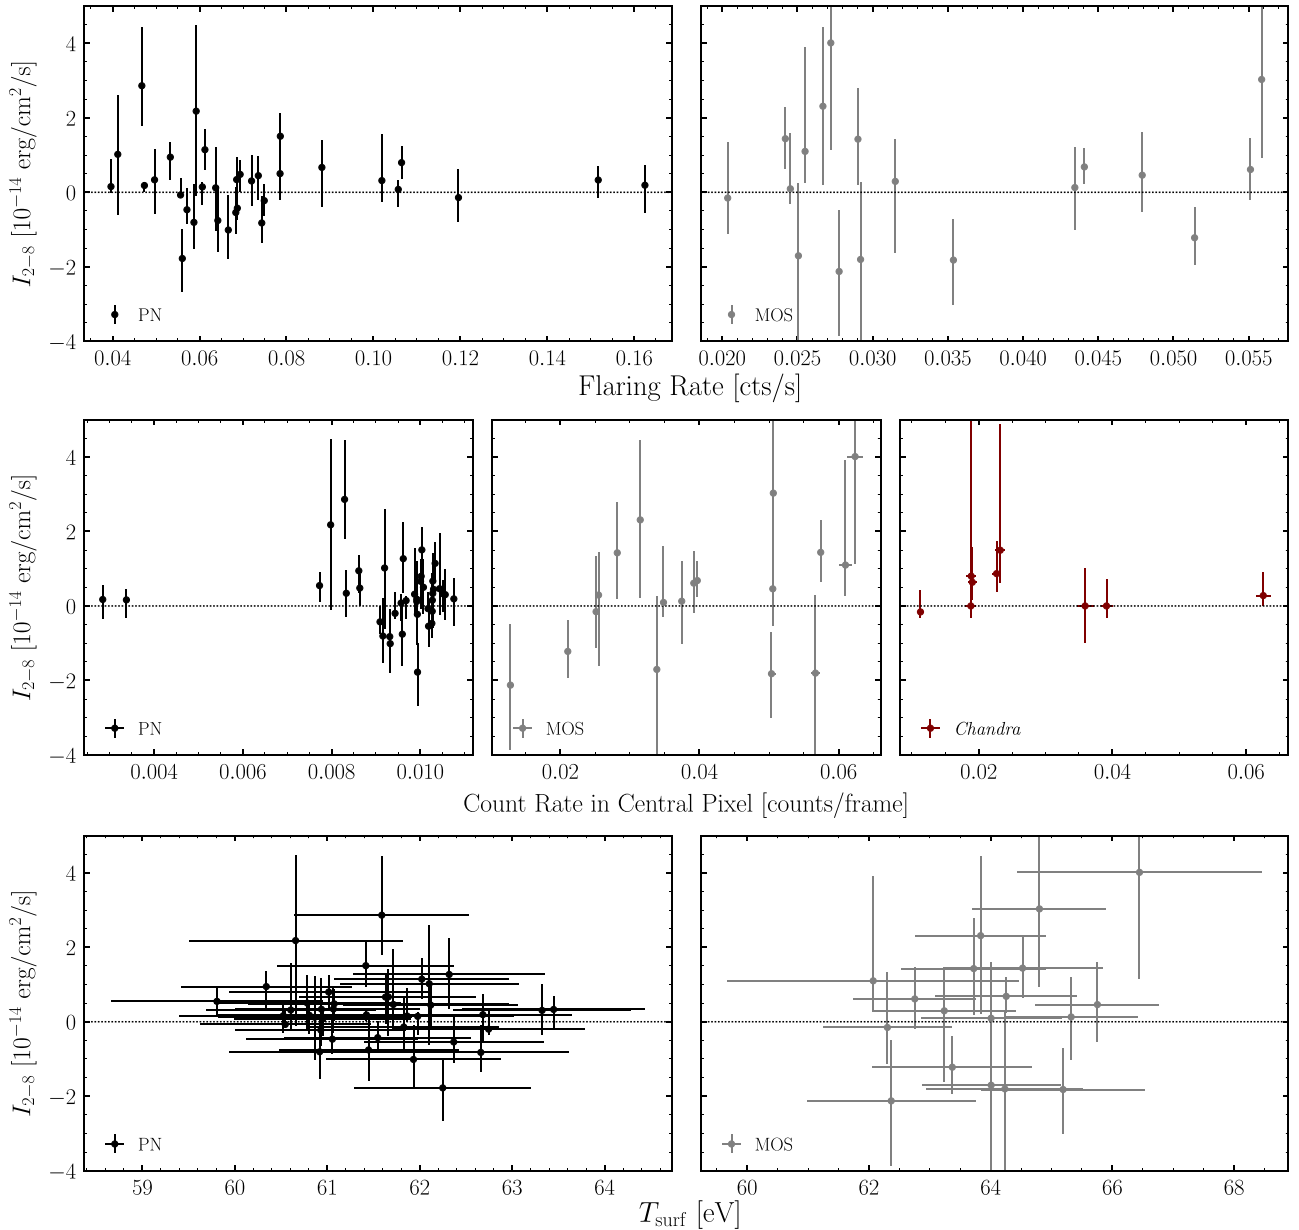 I₂₋₈ [10⁻¹⁴ erg/cm²/s]
4
2
0
−2
−4
PN
0.04 0.06 0.08 0.10 0.12 0.14 0.16
MOS
0.020 0.025 0.030 0.035 0.040 0.045 0.050 0.055
Flaring Rate [cts/s]
I₂₋₈ [10⁻¹⁴ erg/cm²/s]
4
2
0
−2
−4
PN
0.004 0.006 0.008 0.010
MOS
0.02 0.04 0.06
Chandra
0.02 0.04 0.06
Count Rate in Central Pixel [counts/frame]
I₂₋₈ [10⁻¹⁴ erg/cm²/s]
4
2
0
−2
−4
PN
59 60 61 62 63 64
MOS
60 62 64 66 68
T_surf [eV]